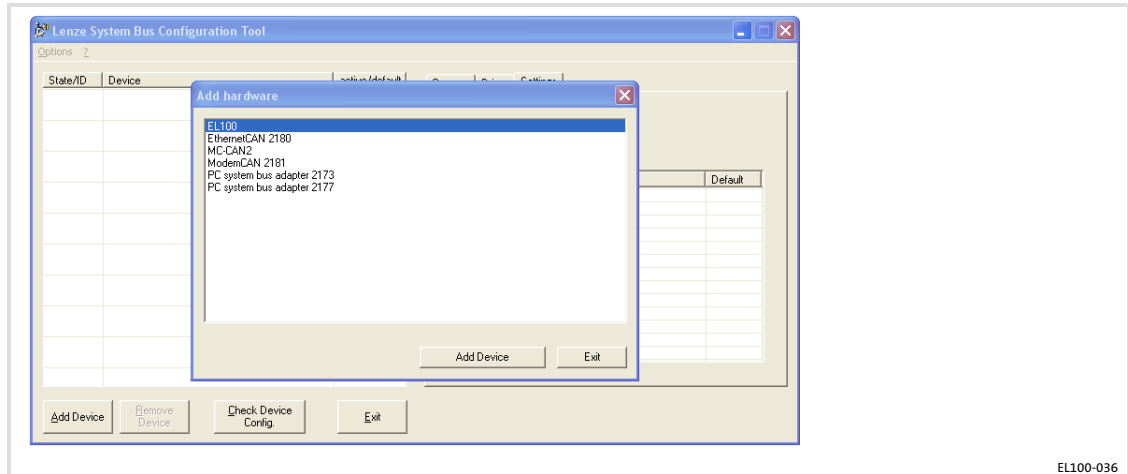 Lenze System Bus Configuration Tool
Options ?
State/ID Device active/default Settings
Add hardware
EL100
EthernetCAN 2180
MC-CAN2
ModemCAN 2181
PC system bus adapter 2173
PC system bus adapter 2177
Default
Add Device Exit
Add Device Remove Device Check Device Config. Exit
EL100-036